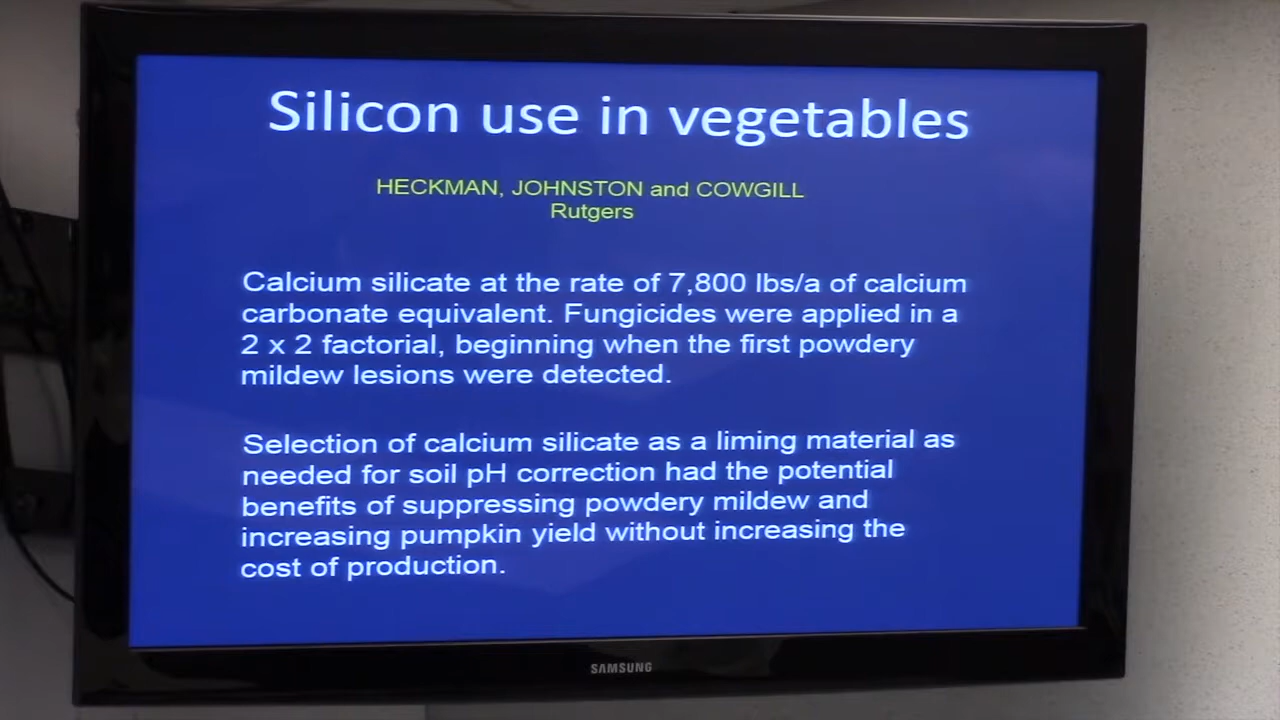 Silicon use in vegetables
HECKMAN, JOHNSTON and COWGILL
Rutgers
Calcium silicate at the rate of 7,800 lbs/a of calcium
carbonate equivalent. Fungicides were applied in a
2 x 2 factorial, beginning when the first powdery
mildew lesions were detected.
Selection of calcium silicate as a liming material as
needed for soil pH correction had the potential
benefits of suppressing powdery mildew and
increasing pumpkin yield without increasing the
cost of production.
SAMSUNG